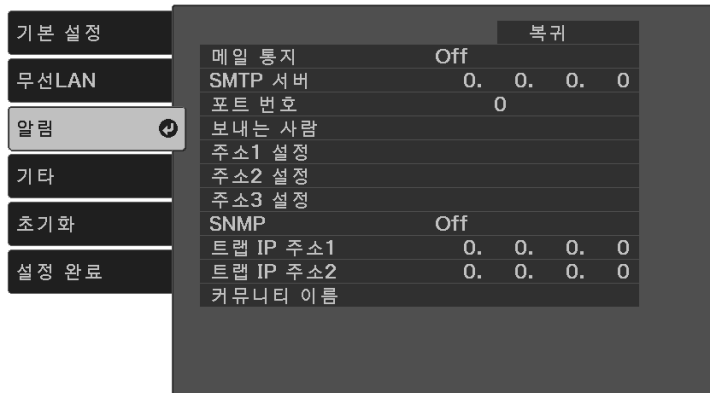 기본 설정
무선LAN
알림
기타
초기화
설정 완료
복귀
메일 통지 Off
SMTP 서버 0. 0. 0. 0
포트 번호 0
보내는 사람
주소1 설정
주소2 설정
주소3 설정
SNMP Off
트랩 IP 주소1 0. 0. 0. 0
트랩 IP 주소2 0. 0. 0. 0
커뮤니티 이름